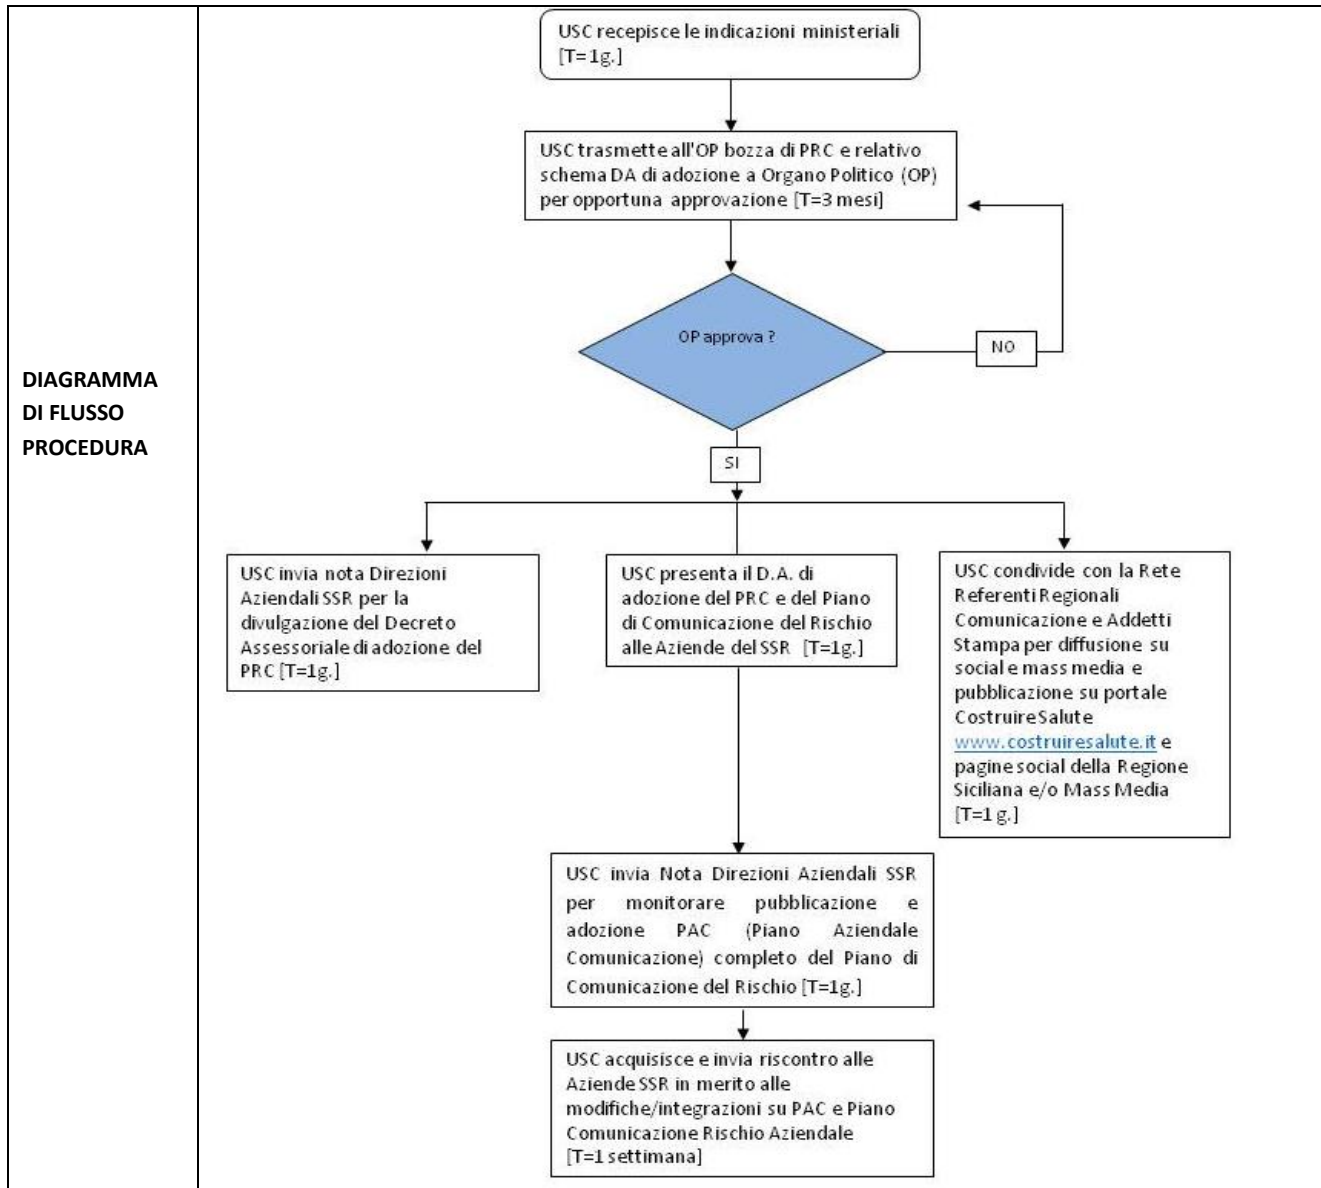 DIAGRAMMA
DI FLUSSO
PROCEDURA
USC recepisce le indicazioni ministeriali
[T=1g.]
USC trasmette all'OP bozza di PRC e relativo
schema DA di adozione a Organo Politico (OP)
per opportuna approvazione [T=3 mesi]
OP approva ?
NO
SI
USC invia nota Direzioni
Aziendali SSR per la
divulgazione del Decreto
Assessoriale di adozione del
PRC [T=1g.]
USC presenta il D.A. di
adozione del PRC e del Piano
di Comunicazione del Rischio
alle Aziende del SSR [T=1g.]
USC condivide con la Rete
Referenti Regionali
Comunicazione e Addetti
Stampa per diffusione su
social e mass media e
pubblicazione su portale
Costruire Salute
www.costruiresalute.it e
pagine social della Regione
Siciliana e/o Mass Media
[T=1 g.]
USC invia Nota Direzioni Aziendali SSR
per monitorare pubblicazione e
adozione PAC (Piano Aziendale
Comunicazione) completo del Piano di
Comunicazione del Rischio [T=1g.]
USC acquisisce e invia riscontro alle
Aziende SSR in merito alle
modifiche/integrazioni su PAC e Piano
Comunicazione Rischio Aziendale
[T=1 settimana]